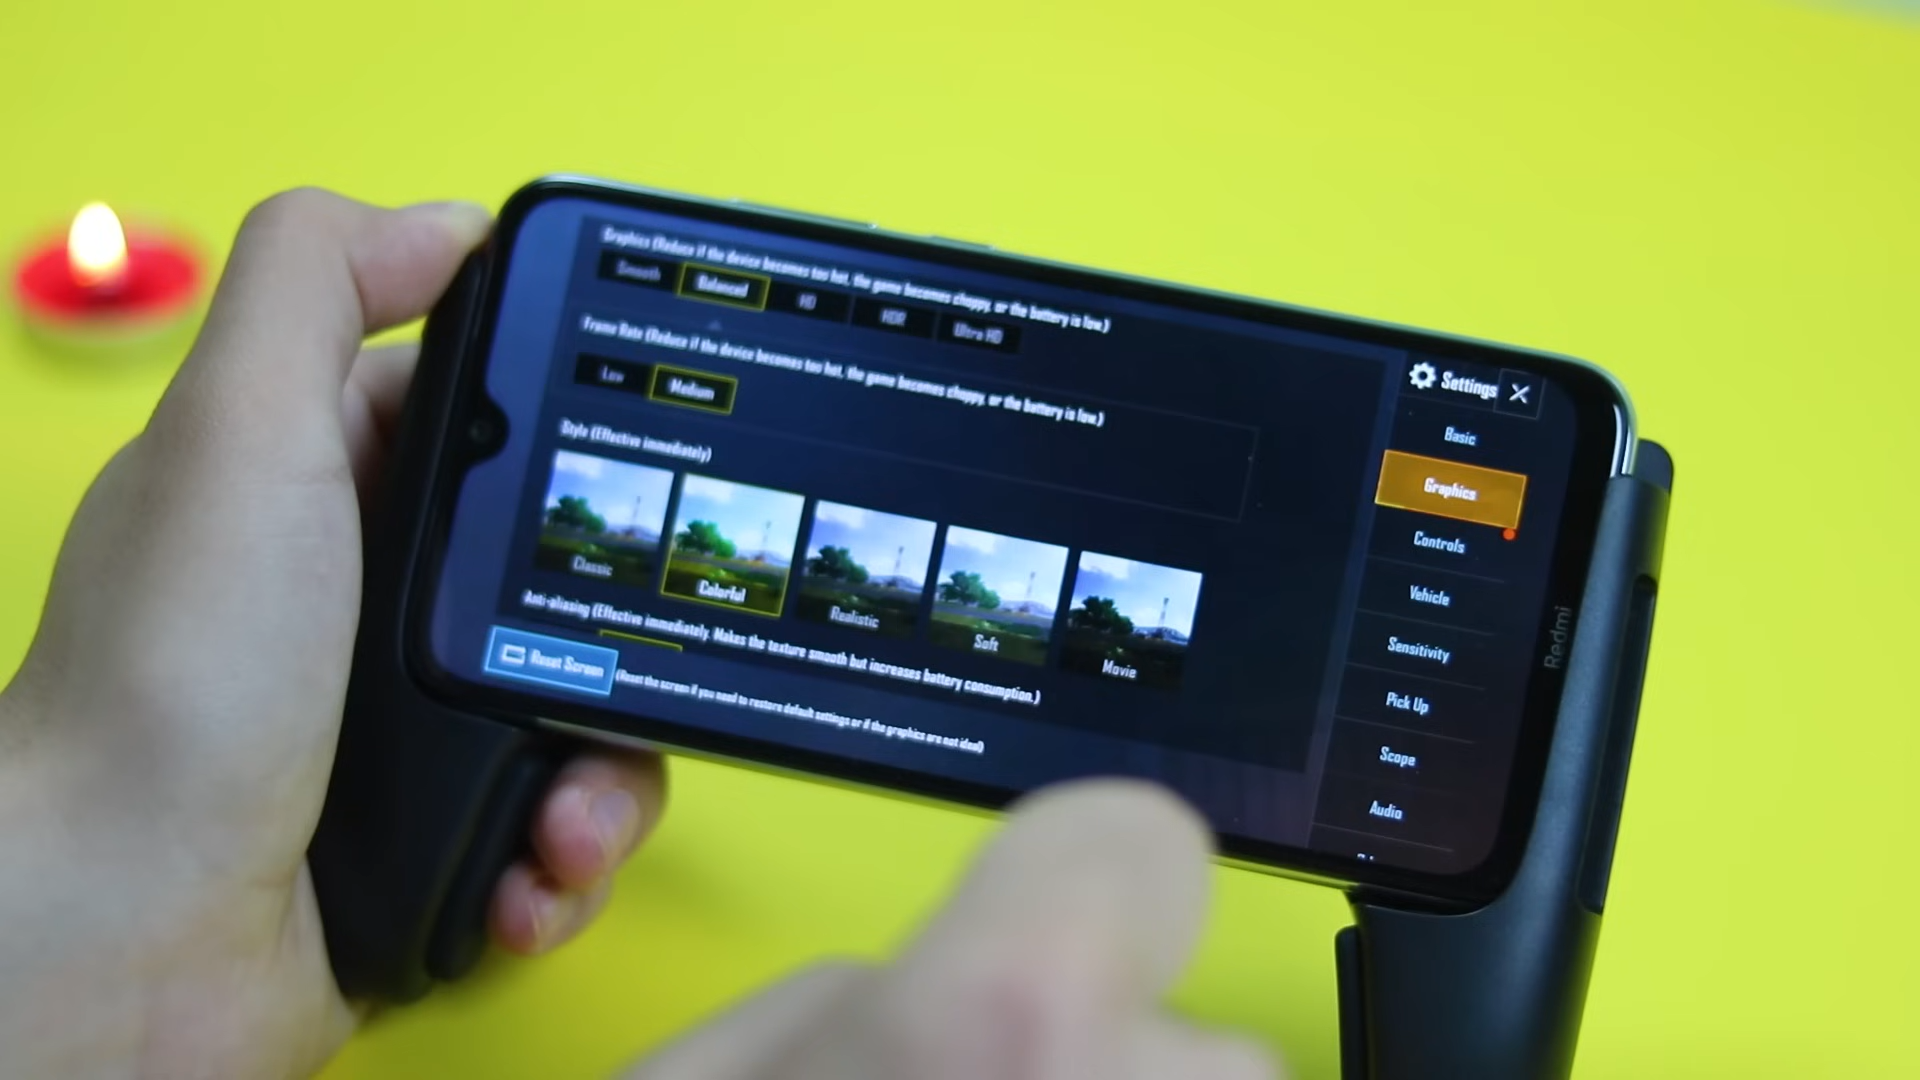 Graphics (Reduce if the device becomes too hot, the game becomes choppy, or the battery is low.)
Smooth Balanced HD HDR Ultra HD
Frame Rate (Reduce if the device becomes too hot, the game becomes choppy, or the battery is low.)
Low Medium
Style (Effective immediately)
Classic Colorful Realistic Soft Movie
Anti-aliasing (Effective immediately. Makes the texture smooth but increases battery consumption.)
Reset Screen (Reset the screen if you need to restore default settings or if the graphics are not ideal)
Settings X
Basic
Graphics
Controls
Vehicle
Sensitivity
Pick Up
Scope
Audio
Redmi